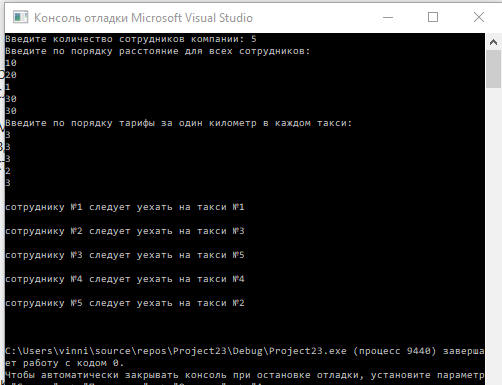 Консоль отладки Microsoft Visual Studio
Введите количество сотрудников компании: 5
Введите по порядку расстояние для всех сотрудников:
10
20
1
30
30
Введите по порядку тарифы за один километр в каждом такси:
3
3
3
2
3
сотруднику №1 следует уехать на такси №1
сотруднику №2 следует уехать на такси №3
сотруднику №3 следует уехать на такси №5
сотруднику №4 следует уехать на такси №4
сотруднику №5 следует уехать на такси №2
C:\Users\vinni\source\repos\Project23\Debug\Project23.exe (процесс 9440) заверша
ет работу с кодом 0.
Чтобы автоматически закрывать консоль при остановке отладки, установите параметр